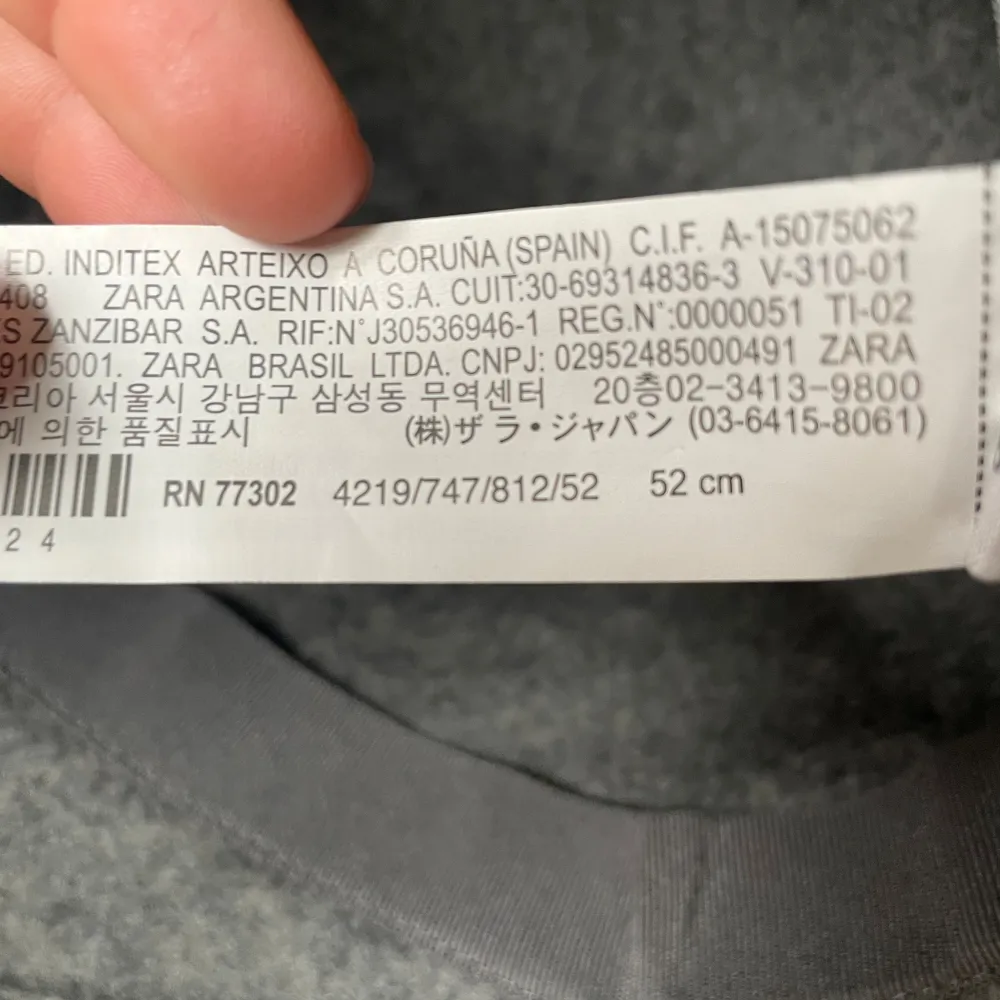 ED. INDITEX ARTEIXO A CORUÑA (SPAIN) C.I.F. A-15075062
408 ZARA ARGENTINA S.A. CUIT:30-69314836-3 V-310-01
ES ZANZIBAR S.A. RIF:N°J30536946-1 REG.N°:0000051 TI-02
9105001. ZARA BRASIL LTDA. CNPJ: 02952485000491 ZARA
코리아 서울시 강남구 삼성동 무역센터 20층02-3413-9800
에 의한 품질표시 (株)ザ ラ・ジャパン (03-6415-8061)
RN 77302 4219/747/812/52 52 cm
2 4